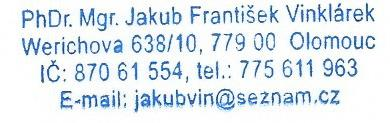 PhDr. Mgr. Jakub František Vinklárek
Werichova 638/10, 779 00 Olomouc
IČ: 870 61 554, tel.: 775 611 963
E-mail: jakubvin@seznam.cz